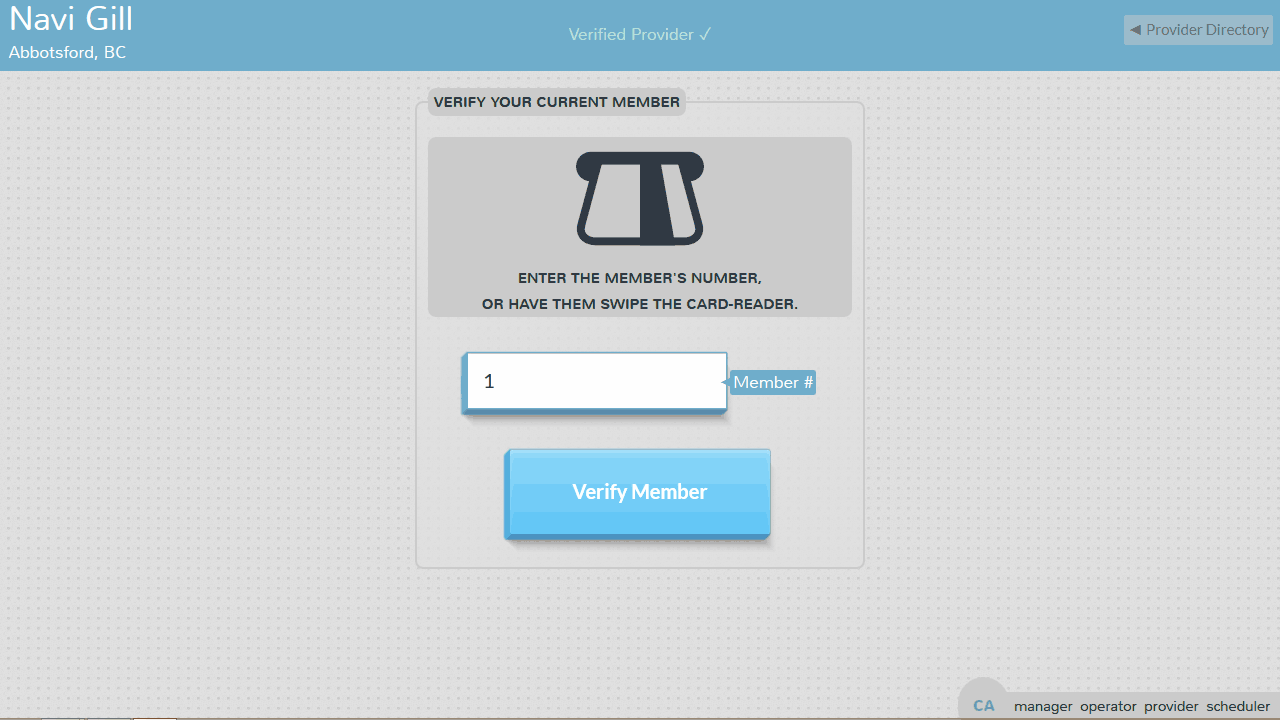 Navi Gill
Abbotsford, BC
Verified Provider ✓
◀ Provider Directory
VERIFY YOUR CURRENT MEMBER
ENTER THE MEMBER'S NUMBER,
OR HAVE THEM SWIPE THE CARD-READER.
1
Member #
Verify Member
CA manager operator provider scheduler